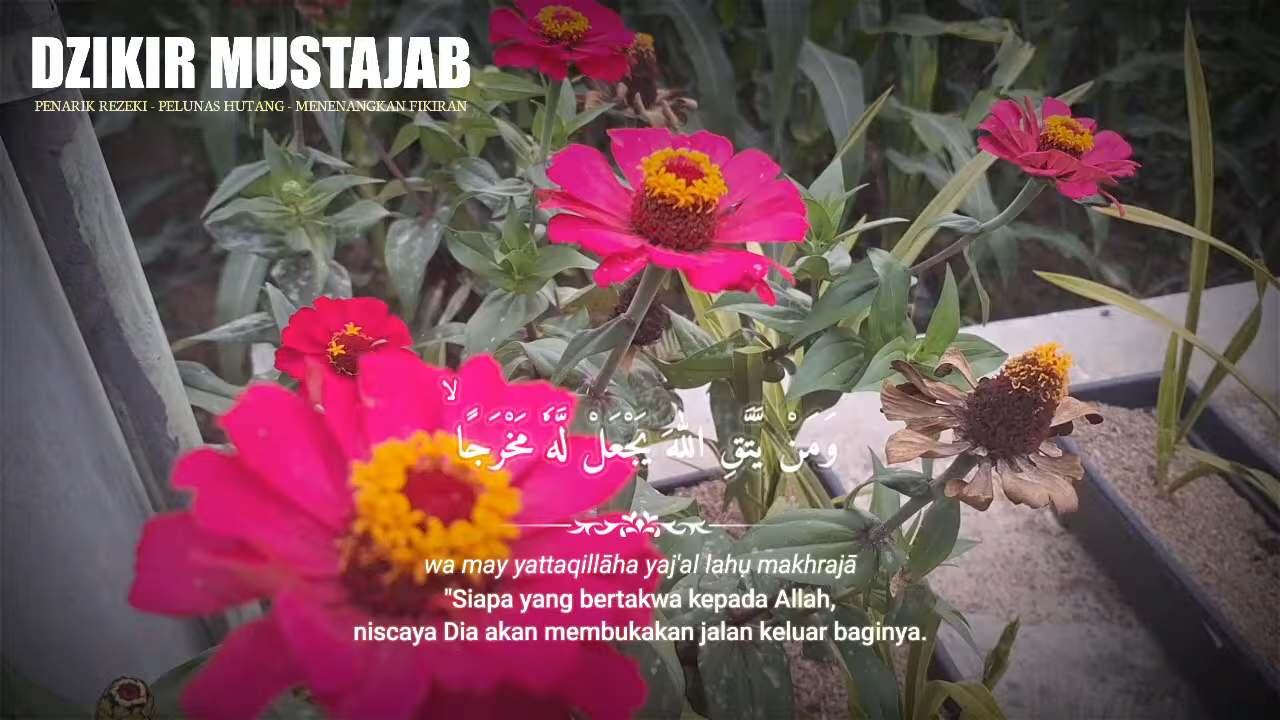 DZIKIR MUSTAJAB
PENARIK REZEKI - PELUNAS HUTANG - MENENANGKAN FIKIRAN
وَمَنْ يَّتَّقِ اللّٰهَ يَجْعَلْ لَّهٗ مَخْرَجًاۙ
wa may yattaqillāha yaj'al lahụ makhrajā
"Siapa yang bertakwa kepada Allah,
niscaya Dia akan membukakan jalan keluar baginya.